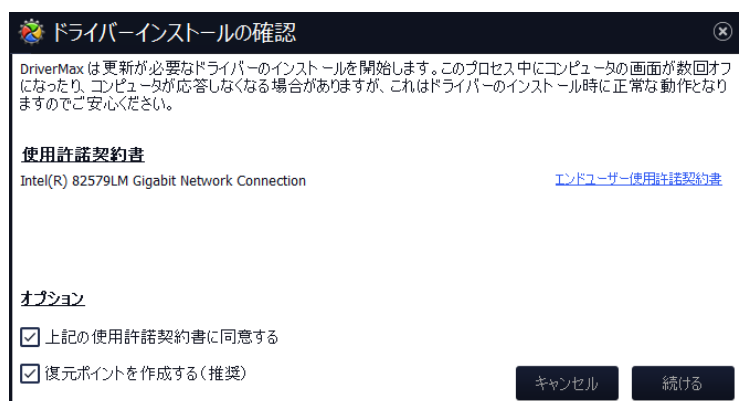 ドライバーインストールの確認
DriverMax は更新が必要なドライバーのインストールを開始します。このプロセス中にコンピュータの画面が数回オフ
になったり、コンピュータが応答しなくなる場合がありますが、これはドライバーのインストール時に正常な動作となり
ますのでご安心ください。
使用許諾契約書
Intel(R) 82579LM Gigabit Network Connection エンドユーザー使用許諾契約書
オプション
上記の使用許諾契約書に同意する
復元ポイントを作成する(推奨)
キャンセル 続ける